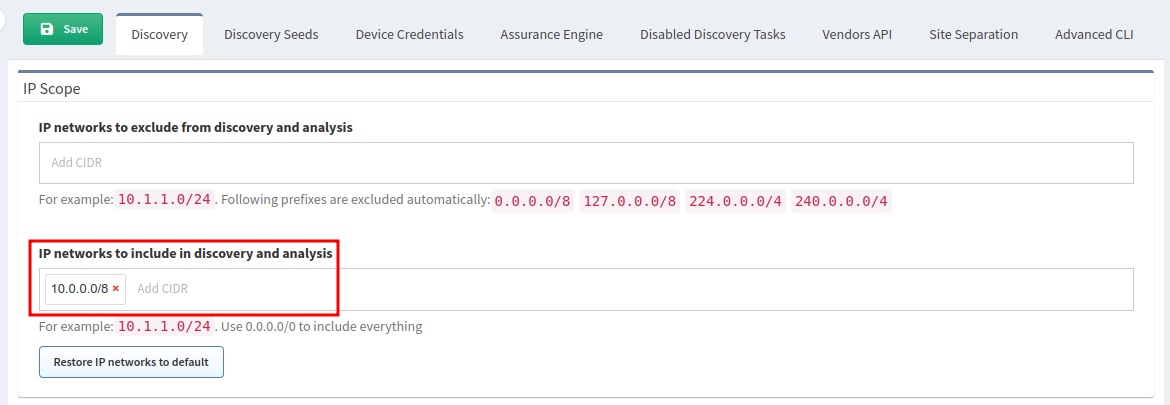 Save Discovery Discovery Seeds Device Credentials Assurance Engine Disabled Discovery Tasks Vendors API Site Separation Advanced CLI
IP Scope
IP networks to exclude from discovery and analysis
Add CIDR
For example: 10.1.1.0/24 . Following prefixes are excluded automatically: 0.0.0.0/8 127.0.0.0/8 224.0.0.0/4 240.0.0.0/4
IP networks to include in discovery and analysis
10.0.0.0/8 × Add CIDR
For example: 10.1.1.0/24 . Use 0.0.0.0/0 to include everything
Restore IP networks to default